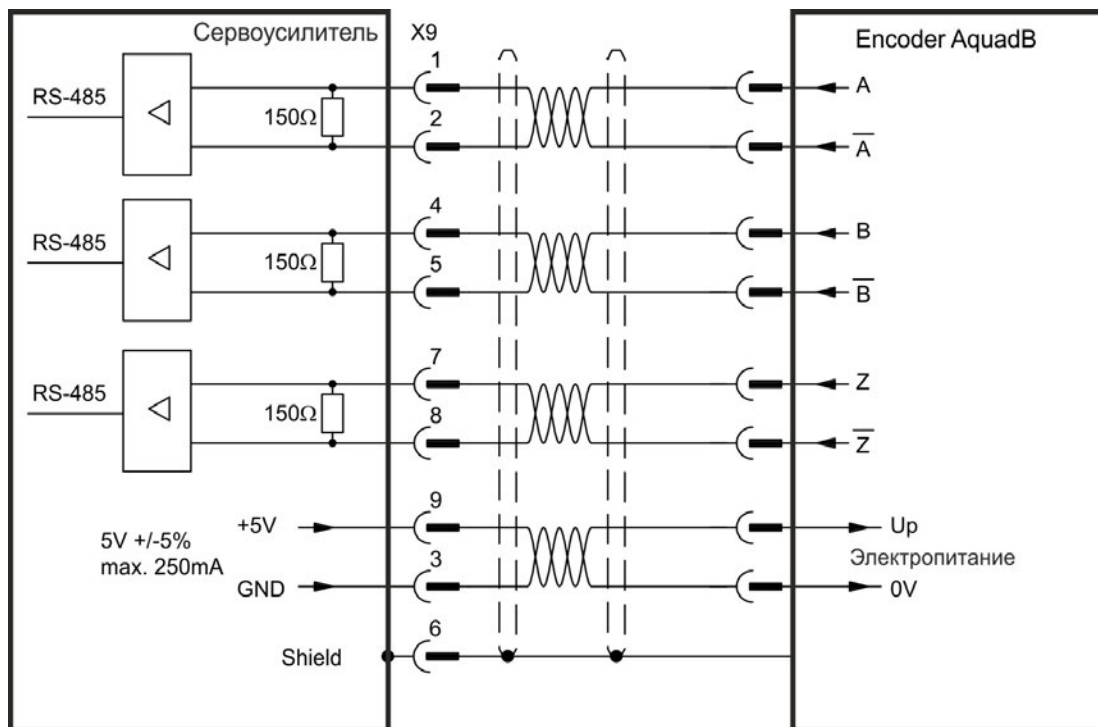 Сервоусилитель
X9
Encoder AquadB
RS-485
150Ω
1
2
A
A̅
RS-485
150Ω
4
5
B
B̅
RS-485
150Ω
7
8
Z
Z̅
5V +/-5%
max. 250mA
+5V
GND
9
3
Up
Электропитание
0V
Shield
6